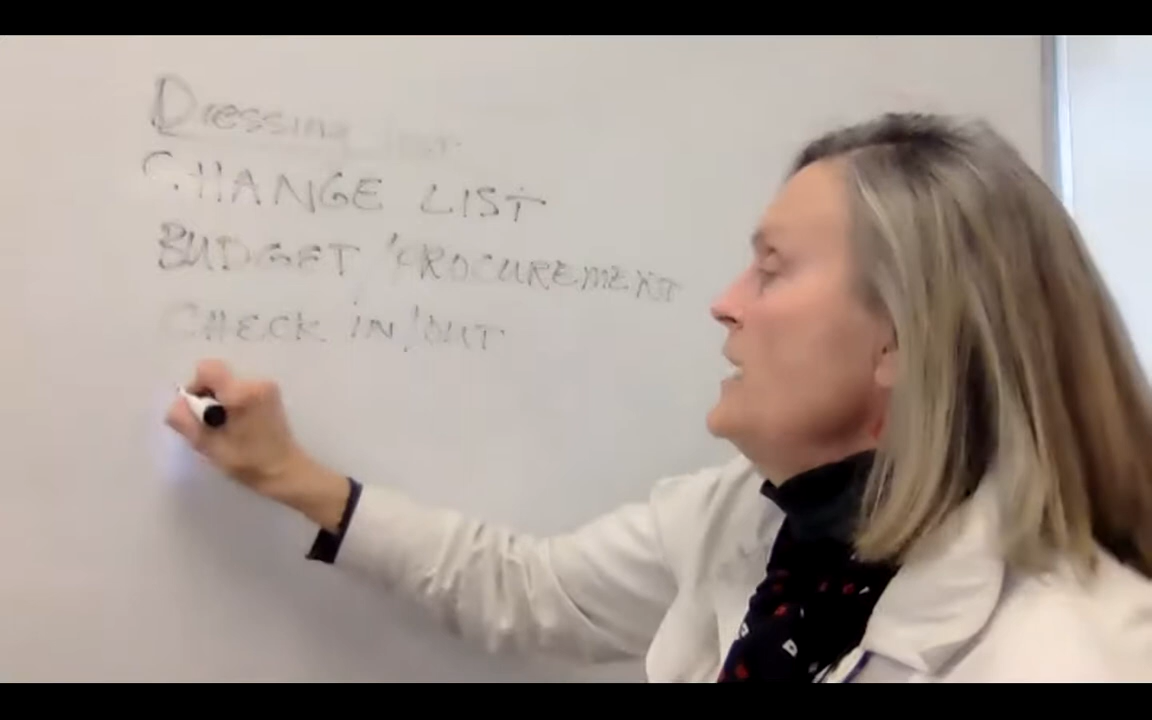 Dressing
CHANGE LIST
BUDGET / PROCUREMENT
CHECK IN/OUT